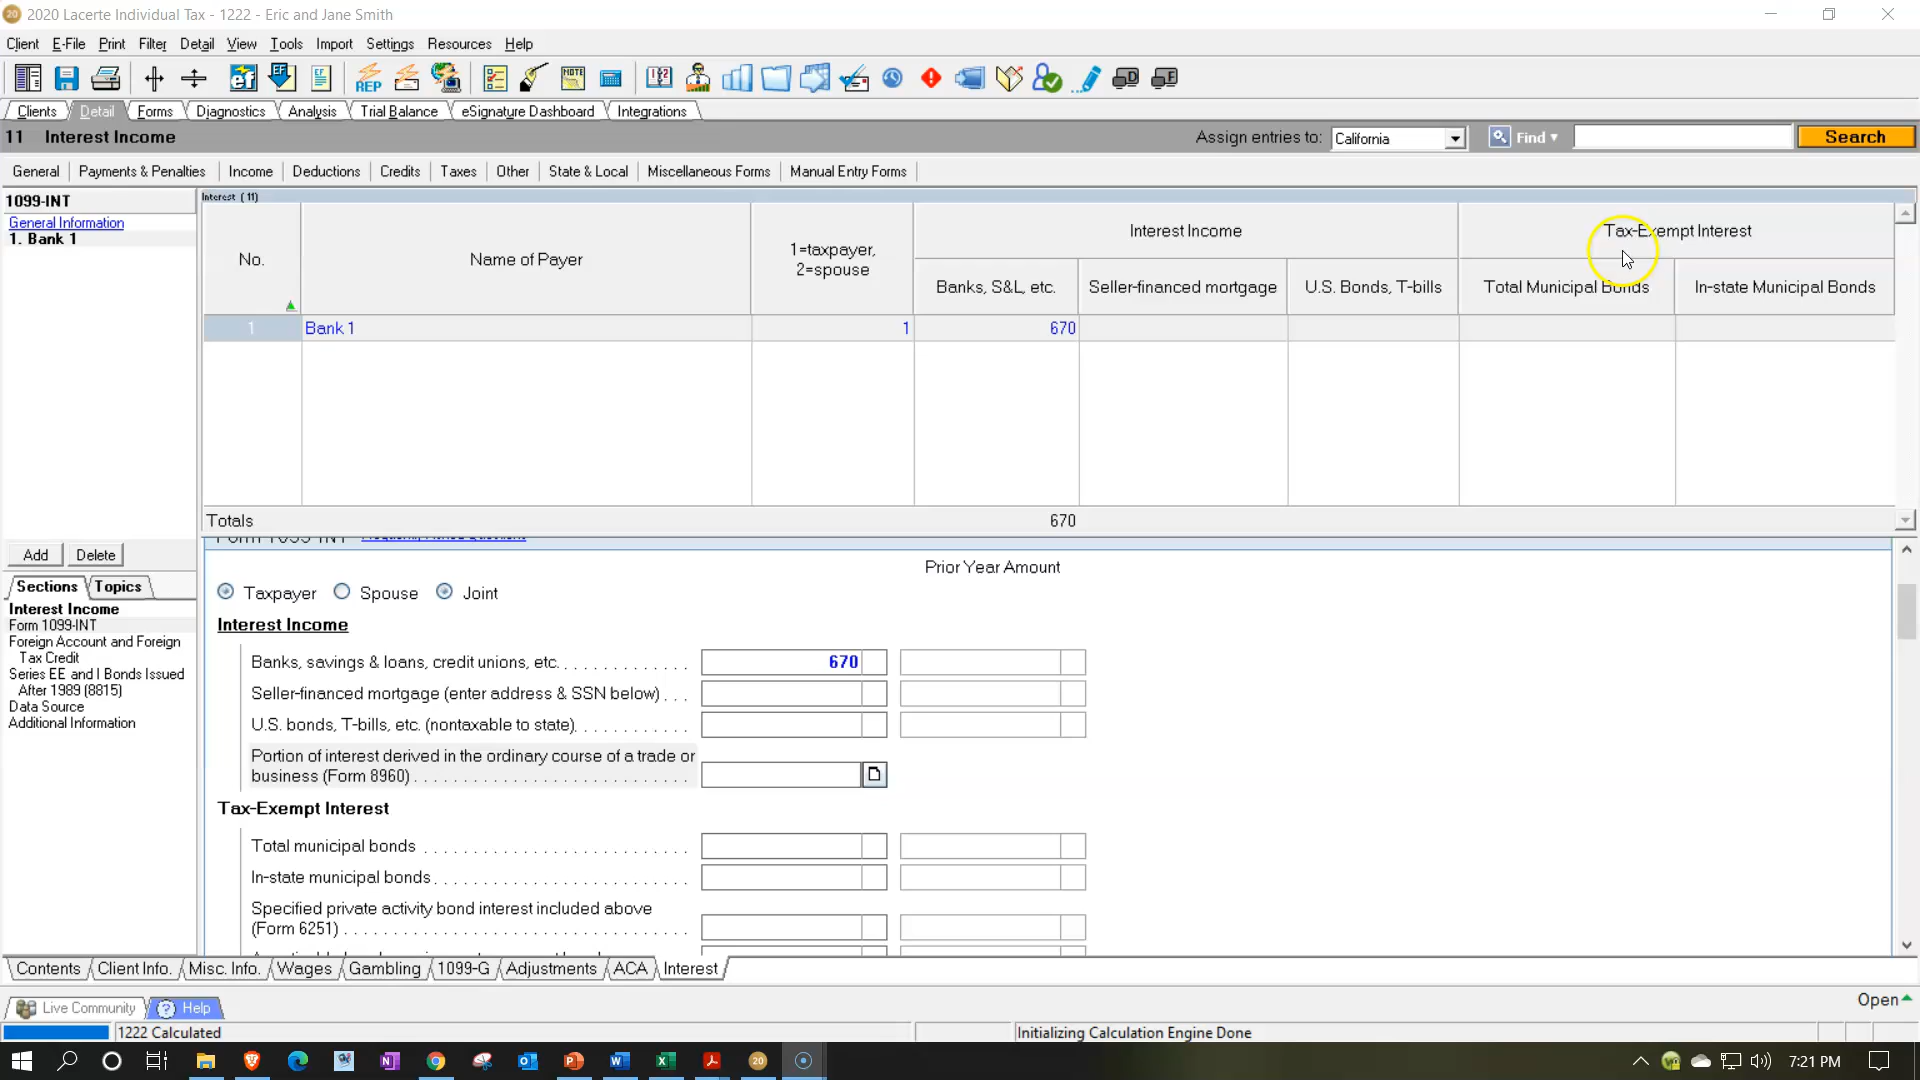 20 2020 Lacerte Individual Tax - 1222 - Eric and Jane Smith
Client E-File Print Filter Detail View Tools Import Settings Resources Help
Clients Detail Forms Diagnostics Analysis Trial Balance eSignature Dashboard Integrations
11 Interest Income Assign entries to: California Find Search
General Payments & Penalties Income Deductions Credits Taxes Other State & Local Miscellaneous Forms Manual Entry Forms
1099-INT
General Information
1. Bank 1
Interest (11)
No. Name of Payer 1=taxpayer, 2=spouse Interest Income Tax-Exempt Interest
Banks, S&L, etc. Seller-financed mortgage U.S. Bonds, T-bills Total Municipal Bonds In-state Municipal Bonds
1 Bank 1 1 670
Totals 670
Add Delete
Sections Topics
Interest Income
Form 1099-INT
Foreign Account and Foreign
Tax Credit
Series EE and I Bonds Issued
After 1989 (8815)
Data Source
Additional Information
Prior Year Amount
Taxpayer Spouse Joint
Interest Income
Banks, savings & loans, credit unions, etc. . . . . . . . . . . . . . 670
Seller-financed mortgage (enter address & SSN below) . . .
U.S. bonds, T-bills, etc. (nontaxable to state). . . . . . . . . . . .
Portion of interest derived in the ordinary course of a trade or
business (Form 8960) . . . . . . . . . . . . . . . . . . . . . . . . . . . .
Tax-Exempt Interest
Total municipal bonds . . . . . . . . . . . . . . . . . . . . . . . . . . .
In-state municipal bonds. . . . . . . . . . . . . . . . . . . . . . . . . .
Specified private activity bond interest included above
(Form 6251) . . . . . . . . . . . . . . . . . . . . . . . . . . . . . . . . . . .
Contents Client Info. Misc. Info. Wages Gambling 1099-G Adjustments ACA Interest
Live Community Help Open
1222 Calculated Initializing Calculation Engine Done
7:21 PM